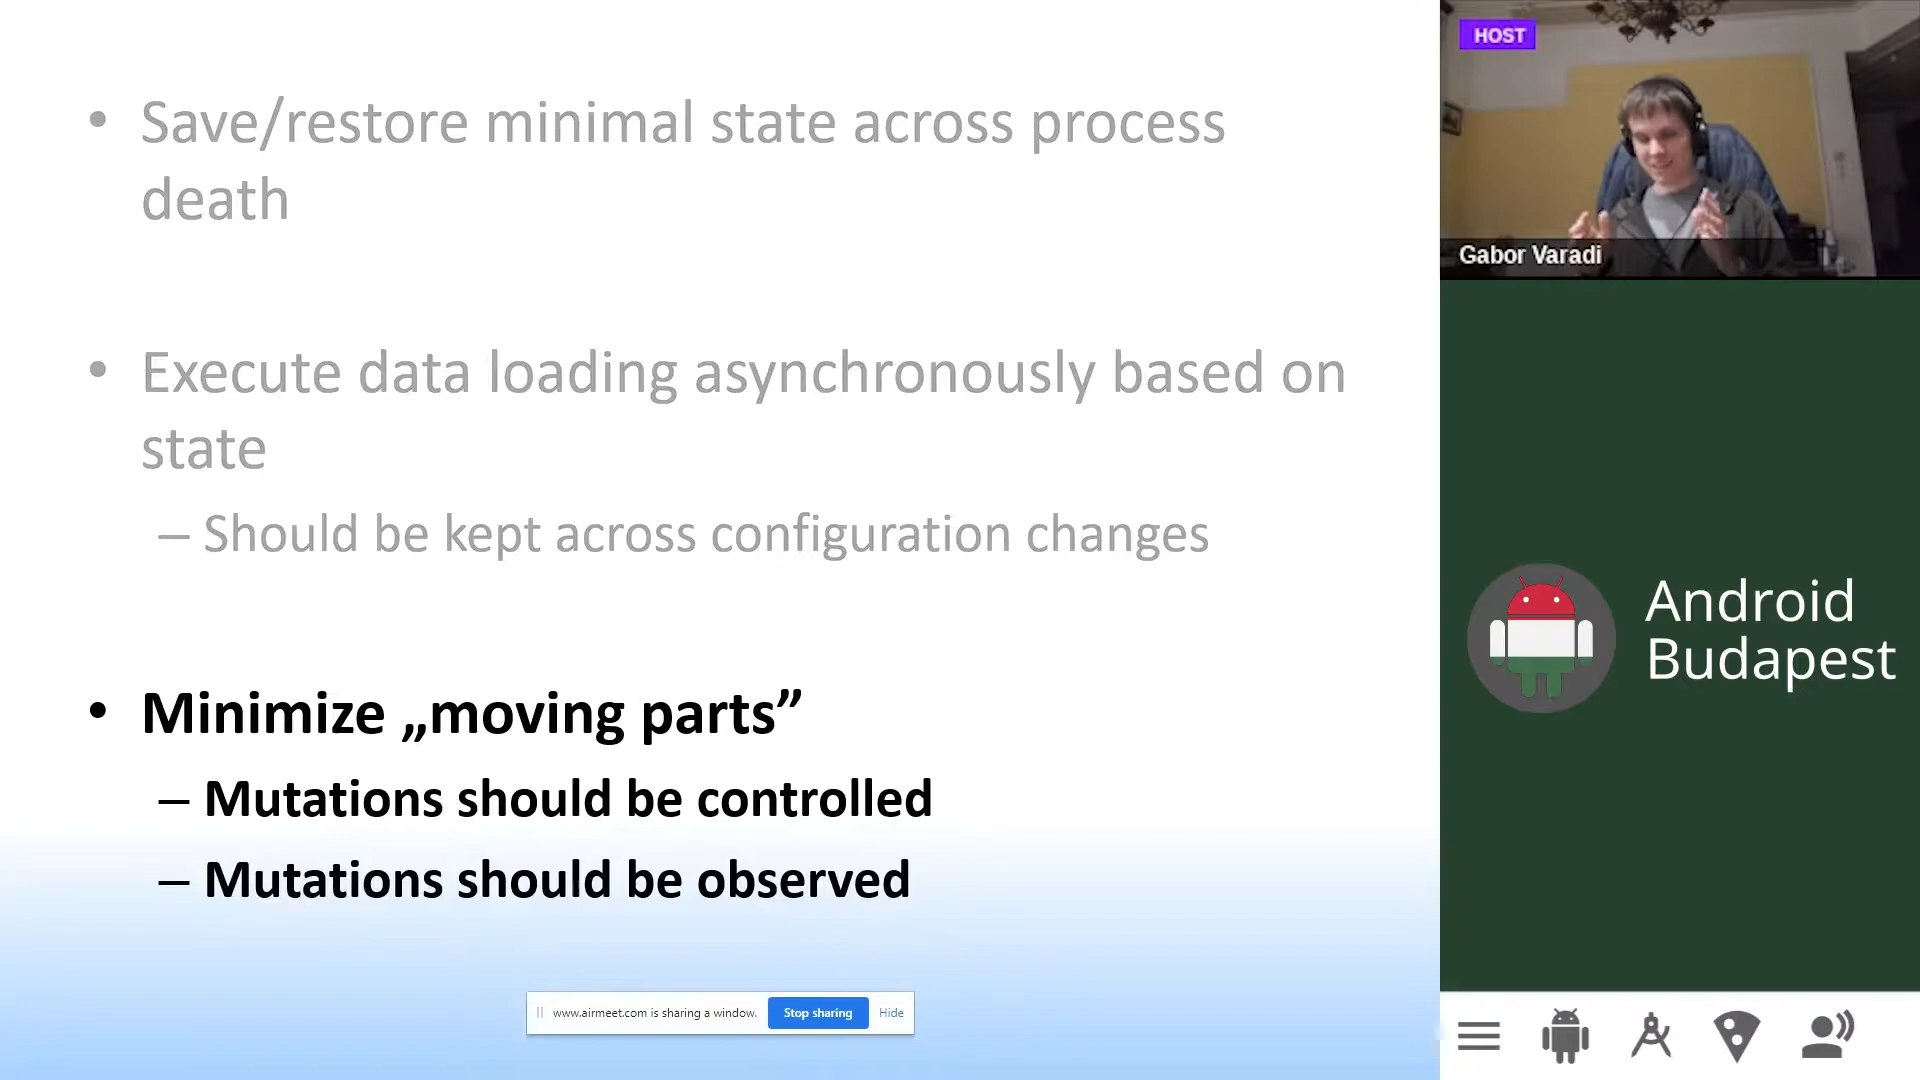 • Save/restore minimal state across process
death
• Execute data loading asynchronously based on
state
– Should be kept across configuration changes
• Minimize „moving parts”
– Mutations should be controlled
– Mutations should be observed
www.airmeet.com is sharing a window. Stop sharing Hide
HOST
Gabor Varadi
Android
Budapest